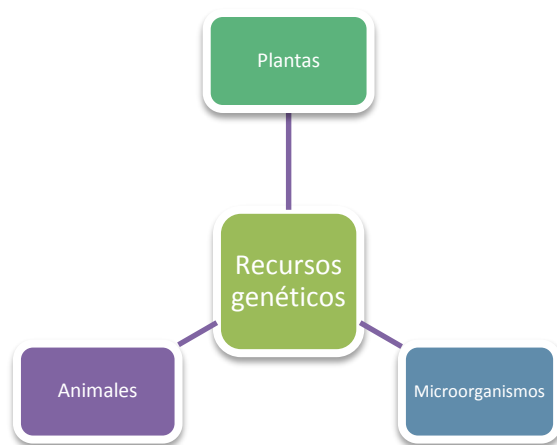 Plantas
Recursos
genéticos
Animales
Microorganismos